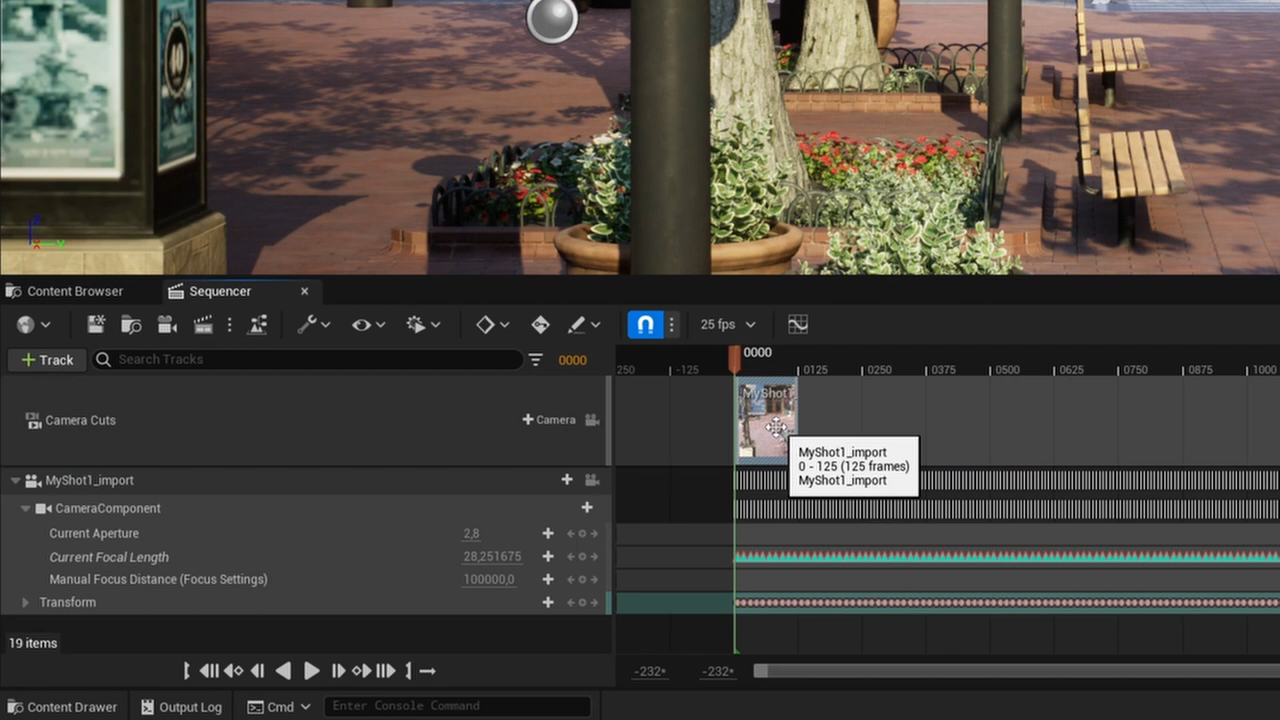 Content Browser
Sequencer
25 fps
Track
Search Tracks
0000
0000
250 -125 0125 0250 0375 0500 0625 0750 0875 1000
Camera Cuts
Camera
MyShot1
MyShot1_import
0 - 125 (125 frames)
MyShot1_import
MyShot1_import
CameraComponent
Current Aperture 2,8
Current Focal Length 28,251675
Manual Focus Distance (Focus Settings) 100000,0
Transform
19 items
-232* -232*
Content Drawer
Output Log
Cmd
Enter Console Command